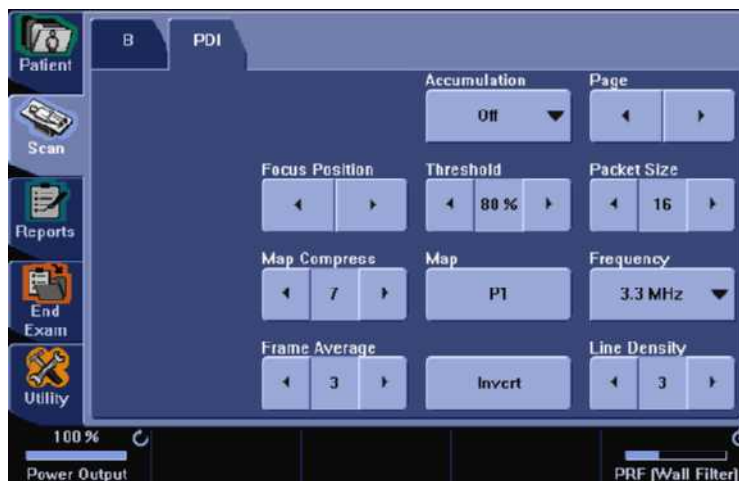 Patient
B
PDI
Accumulation
Page
Off
Scan
Focus Position
Threshold
Packet Size
80 %
16
Reports
Map Compress
Map
Frequency
7
P1
3.3 MHz
End
Exam
Frame Average
Line Density
3
Invert
3
Utility
100 %
Power Output
PRF [Wall Filter]